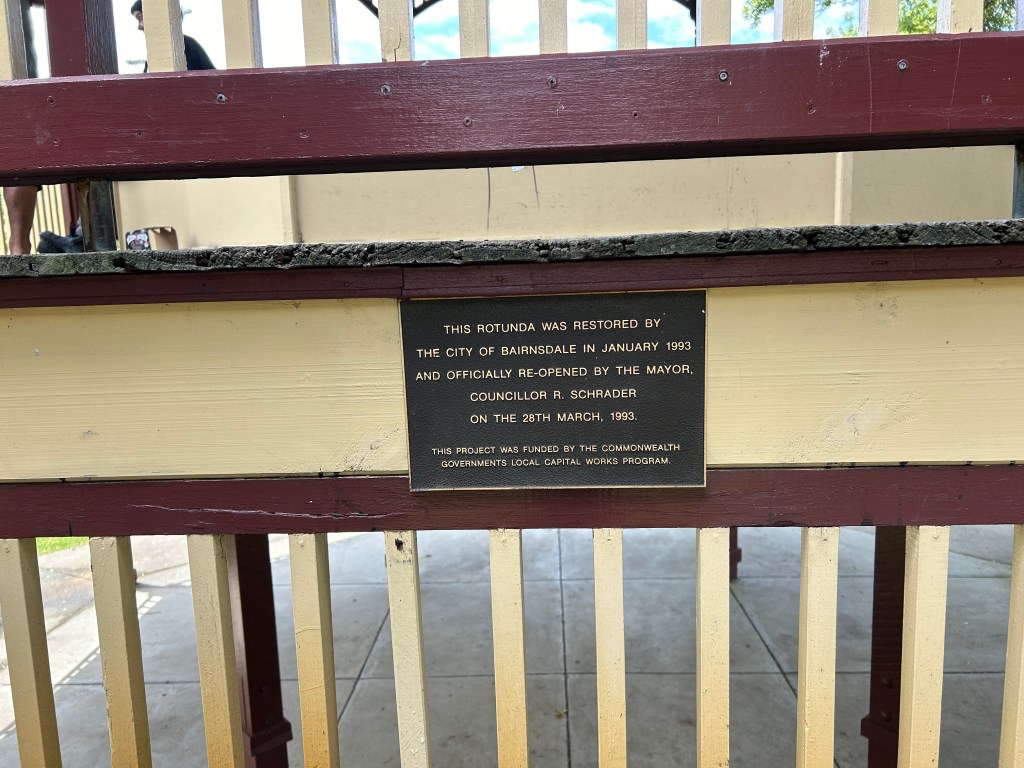 THIS ROTUNDA WAS RESTORED BY
THE CITY OF BAIRNSDALE IN JANUARY 1993
AND OFFICIALLY RE-OPENED BY THE MAYOR,
COUNCILLOR R. SCHRADER
ON THE 28TH MARCH, 1993.
THIS PROJECT WAS FUNDED BY THE COMMONWEALTH
GOVERNMENTS LOCAL CAPITAL WORKS PROGRAM.